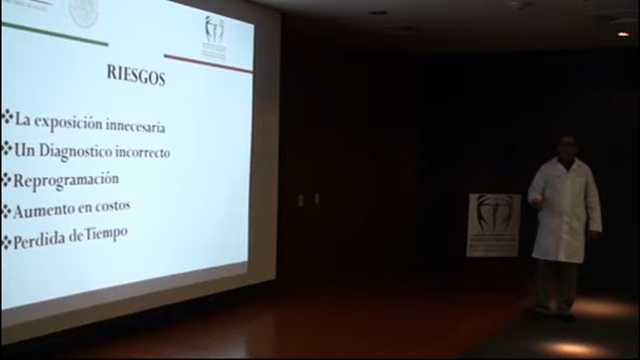 RIESGOS
La exposición innecesaria
Un Diagnostico incorrecto
Reprogramación
Aumento en costos
Perdida de Tiempo